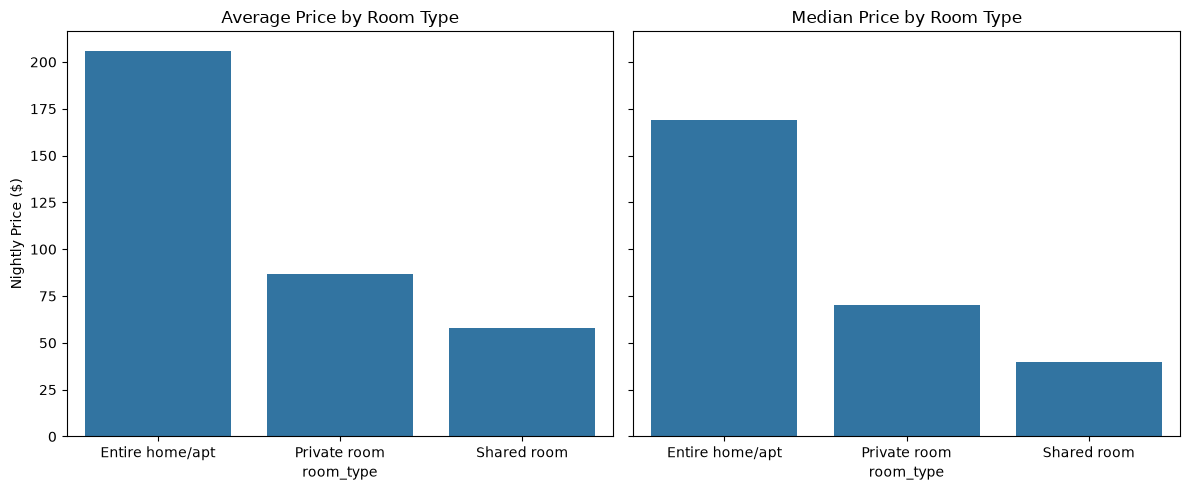 Average Price by Room Type
Median Price by Room Type
Nightly Price ($)
200
175
150
125
100
75
50
25
0
Entire home/apt
Private room
Shared room
room_type
Entire home/apt
Private room
Shared room
room_type